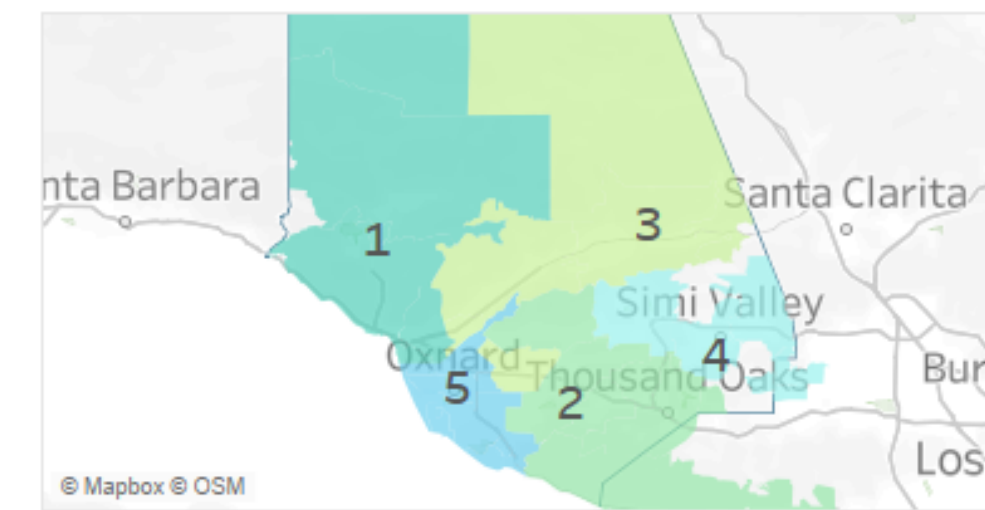 nta Barbara
Santa Clarita
1
3
Simi Valley
Oxnard
4
Thousand Oaks
Bur
5
2
Los
© Mapbox © OSM